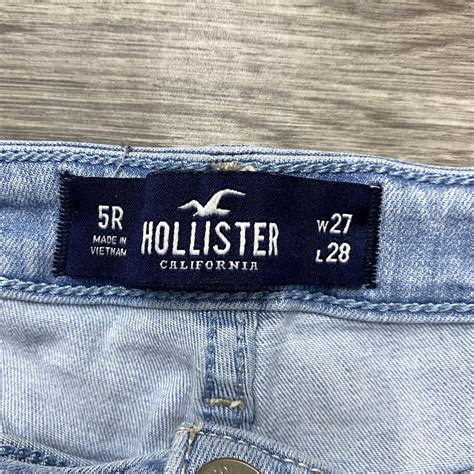 5R
MADE IN
VIETNAM
HOLLISTER
CALIFORNIA
W27
L28